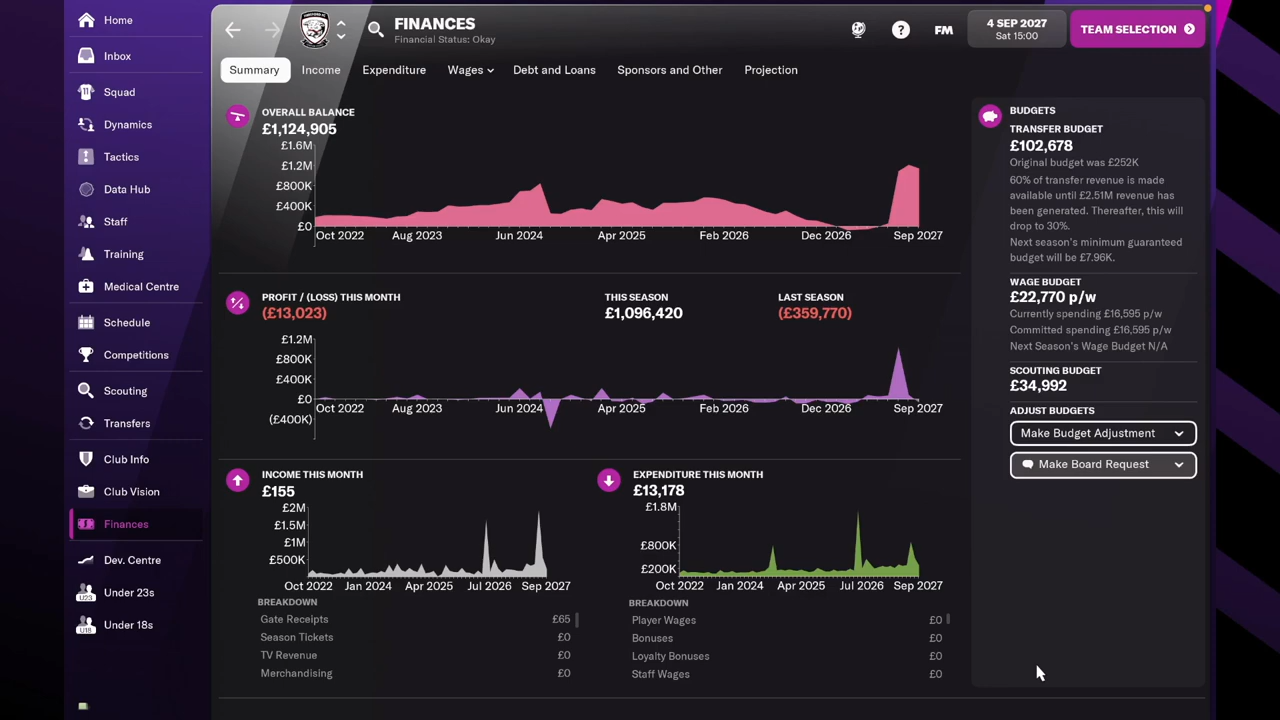 Home
Inbox
Squad
Dynamics
Tactics
Data Hub
Staff
Training
Medical Centre
Schedule
Competitions
Scouting
Transfers
Club Info
Club Vision
Finances
Dev. Centre
U23
Under 23s
U18
Under 18s
FINANCES
Financial Status: Okay
?
FM
4 SEP 2027
Sat 15:00
TEAM SELECTION
Summary
Income
Expenditure
Wages
Debt and Loans
Sponsors and Other
Projection
OVERALL BALANCE
£1,124,905
£1.6M
£1.2M
£800K
£400K
£0
Oct 2022 Aug 2023 Jun 2024 Apr 2025 Feb 2026 Dec 2026 Sep 2027
PROFIT / (LOSS) THIS MONTH
(£13,023)
THIS SEASON
£1,096,420
LAST SEASON
(£359,770)
£1.2M
£800K
£400K
£0
(£400K)
Oct 2022 Aug 2023 Jun 2024 Apr 2025 Feb 2026 Dec 2026 Sep 2027
INCOME THIS MONTH
£155
£2M
£1.5M
£1M
£500K
Oct 2022 Jan 2024 Apr 2025 Jul 2026 Sep 2027
BREAKDOWN
Gate Receipts £65
Season Tickets £0
TV Revenue £0
Merchandising £0
EXPENDITURE THIS MONTH
£13,178
£1.8M
£800K
£200K
Oct 2022 Jan 2024 Apr 2025 Jul 2026 Sep 2027
BREAKDOWN
Player Wages £0
Bonuses £0
Loyalty Bonuses £0
Staff Wages £0
BUDGETS
TRANSFER BUDGET
£102,678
Original budget was £252K
60% of transfer revenue is made
available until £2.51M revenue has
been generated. Thereafter, this will
drop to 30%.
Next season's minimum guaranteed
budget will be £7.96K.
WAGE BUDGET
£22,770 p/w
Currently spending £16,595 p/w
Committed spending £16,595 p/w
Next Season's Wage Budget N/A
SCOUTING BUDGET
£34,992
ADJUST BUDGETS
Make Budget Adjustment
Make Board Request